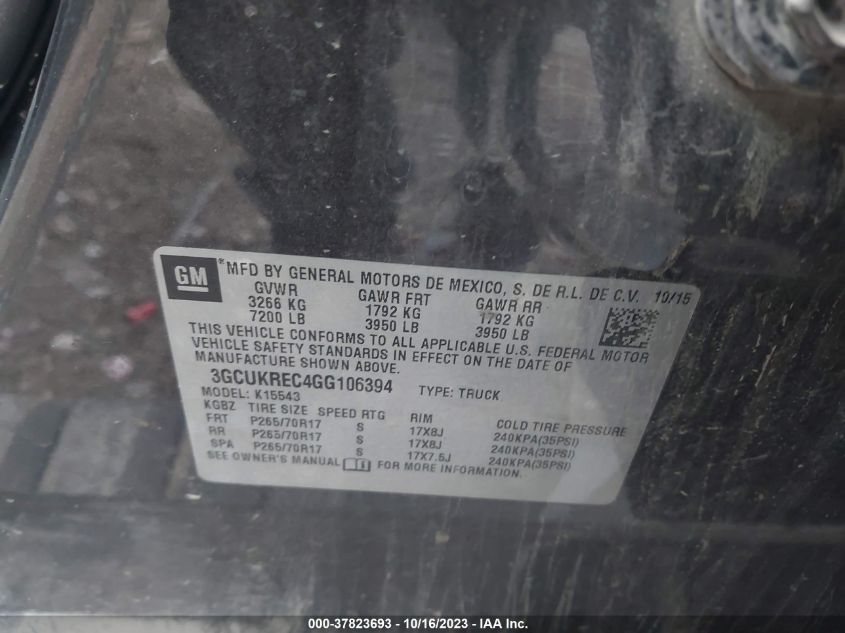 GM ® MFD BY GENERAL MOTORS DE MEXICO, S. DE R.L. DE C.V. 10/15
GVWR GAWR FRT GAWR RR
3266 KG 1792 KG 1792 KG
7200 LB 3950 LB 3950 LB
THIS VEHICLE CONFORMS TO ALL APPLICABLE U.S. FEDERAL MOTOR
VEHICLE SAFETY STANDARDS IN EFFECT ON THE DATE OF
MANUFACTURE SHOWN ABOVE.
3GCUKREC4GG106394 TYPE: TRUCK
MODEL: K15543
KGBZ TIRE SIZE SPEED RTG RIM COLD TIRE PRESSURE
FRT P265/70R17 S 17X8J 240KPA(35PSI)
RR P265/70R17 S 17X8J 240KPA(35PSI)
SPA P265/70R17 S 17X7.5J 240KPA(35PSI)
SEE OWNER'S MANUAL FOR MORE INFORMATION.
000-37823693 - 10/16/2023 - IAA Inc.